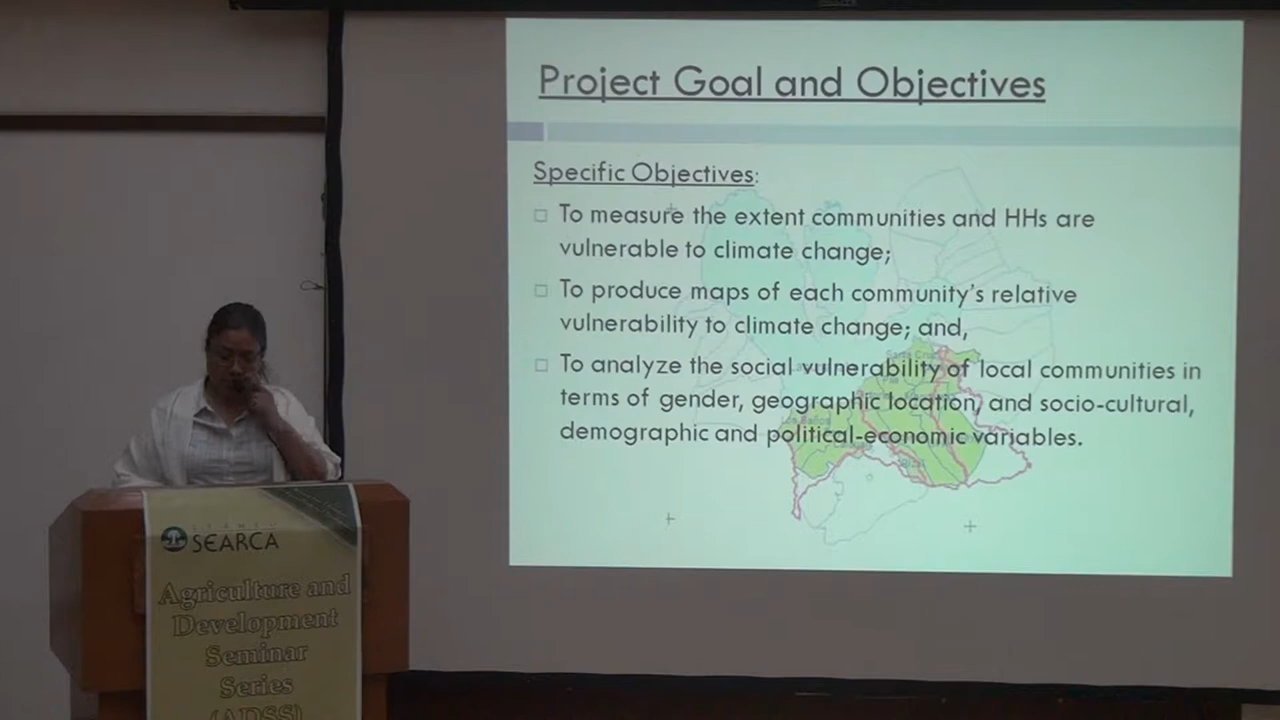 Project Goal and Objectives
Specific Objectives:
To measure the extent communities and HHs are
vulnerable to climate change;
To produce maps of each community's relative
vulnerability to climate change; and,
To analyze the social vulnerability of local communities in
terms of gender, geographic location, and socio-cultural,
demographic and political-economic variables.
SEARCA
Agriculture and
Development
Seminar
Series
(ADSS)